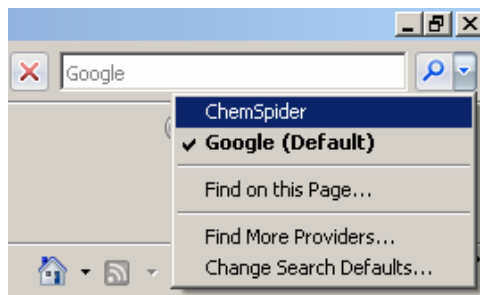 Google
ChemSpider
Google (Default)
Find on this Page...
Find More Providers...
Change Search Defaults...